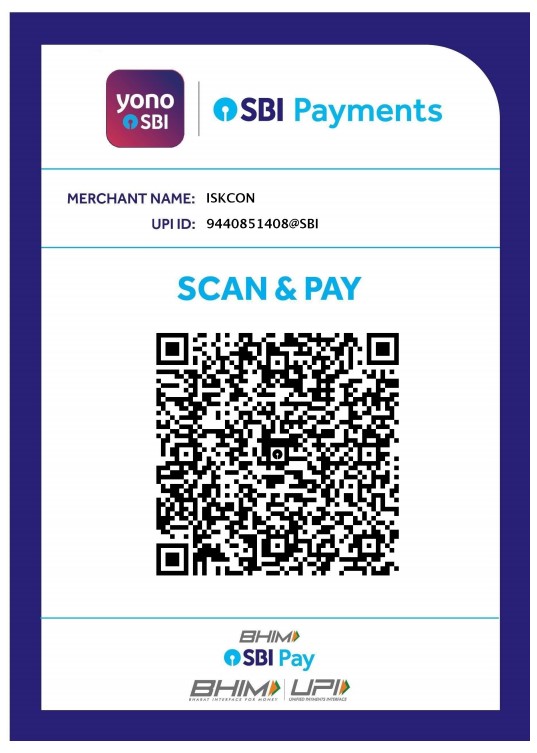 yono
SBI
SBI Payments
MERCHANT NAME: ISKCON
UPI ID: 9440851408@SBI
SCAN & PAY
BHIM
SBI Pay
BHIM UPI
BHARAT INTERFACE FOR MONEY UNIFIED PAYMENTS INTERFACE